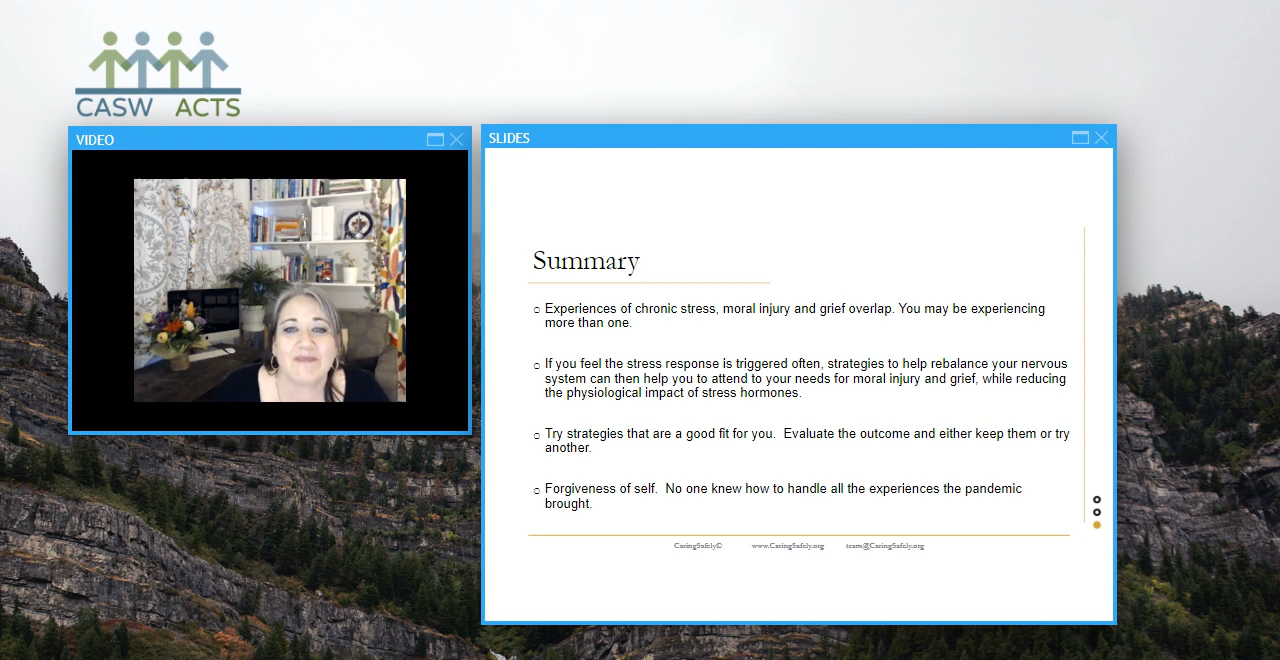 CASW ACTS
VIDEO
SLIDES
Summary
Experiences of chronic stress, moral injury and grief overlap. You may be experiencing
more than one.
If you feel the stress response is triggered often, strategies to help rebalance your nervous
system can then help you to attend to your needs for moral injury and grief, while reducing
the physiological impact of stress hormones.
Try strategies that are a good fit for you.  Evaluate the outcome and either keep them or try
another.
Forgiveness of self.  No one knew how to handle all the experiences the pandemic
brought.
CaringSafely© www.CaringSafely.org team@CaringSafely.org